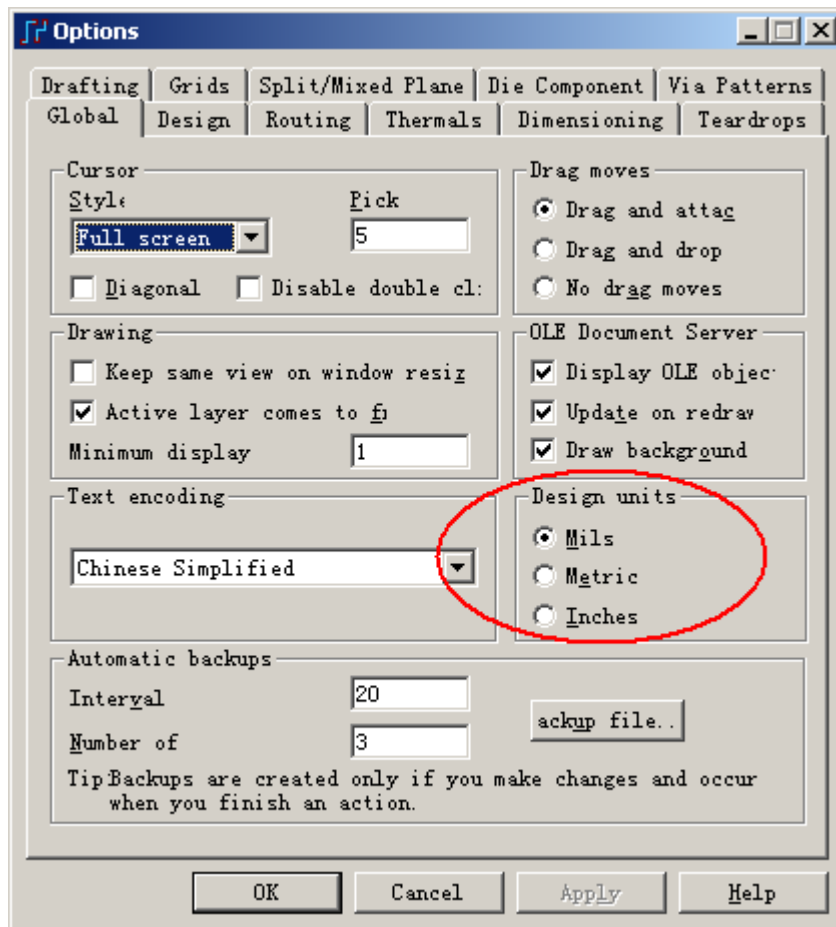 Options
Drafting Grids Split/Mixed Plane Die Component Via Patterns
Global Design Routing Thermals Dimensioning Teardrops
Cursor
Style Pick
Full screen 5
Diagonal Disable double cl:
Drag moves
Drag and attac
Drag and drop
No drag moves
Drawing
Keep same view on window resiz
Active layer comes to fr
Minimum display 1
OLE Document Server
Display OLE objec
Update on redraw
Draw background
Text encoding
Chinese Simplified
Design units
Mils
Metric
Inches
Automatic backups
Interval 20
Number of 3
ackup file..
Tip:Backups are created only if you make changes and occur
when you finish an action.
OK Cancel Apply Help